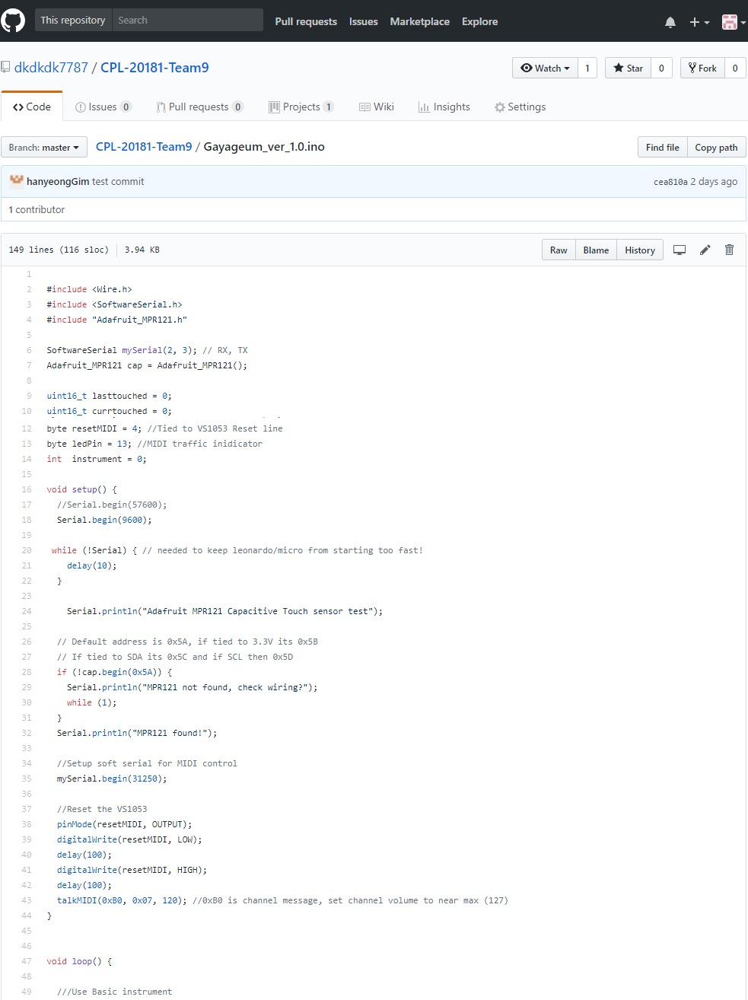 This repository Search Pull requests Issues Marketplace Explore
dkdkdk7787 / CPL-20181-Team9 Watch 1 Star 0 Fork 0
Code Issues 0 Pull requests 0 Projects 1 Wiki Insights Settings
Branch: master CPL-20181-Team9 / Gayageum_ver_1.0.ino Find file Copy path
hanyeongGim test commit cea810a 2 days ago
1 contributor
149 lines (116 sloc) 3.94 KB Raw Blame History
1
2 #include <Wire.h>
3 #include <SoftwareSerial.h>
4 #include "Adafruit_MPR121.h"
5
6 SoftwareSerial mySerial(2, 3); // RX, TX
7 Adafruit_MPR121 cap = Adafruit_MPR121();
8
9 uint16_t lasttouched = 0;
10 uint16_t currtouched = 0;
12 byte resetMIDI = 4; //Tied to VS1053 Reset line
13 byte ledPin = 13; //MIDI traffic inidicator
14 int  instrument = 0;
15
16 void setup() {
17   //Serial.begin(57600);
18   Serial.begin(9600);
19
20  while (!Serial) { // needed to keep leonardo/micro from starting too fast!
21     delay(10);
22   }
23
24     Serial.println("Adafruit MPR121 Capacitive Touch sensor test");
25
26   // Default address is 0x5A, if tied to 3.3V its 0x5B
27   // If tied to SDA its 0x5C and if SCL then 0x5D
28   if (!cap.begin(0x5A)) {
29     Serial.println("MPR121 not found, check wiring?");
30     while (1);
31   }
32   Serial.println("MPR121 found!");
33
34   //Setup soft serial for MIDI control
35   mySerial.begin(31250);
36
37   //Reset the VS1053
38   pinMode(resetMIDI, OUTPUT);
39   digitalWrite(resetMIDI, LOW);
40   delay(100);
41   digitalWrite(resetMIDI, HIGH);
42   delay(100);
43   talkMIDI(0xB0, 0x07, 120); //0xB0 is channel message, set channel volume to near max (127)
44 }
45
46
47 void loop() {
48
49   ///Use Basic instrument